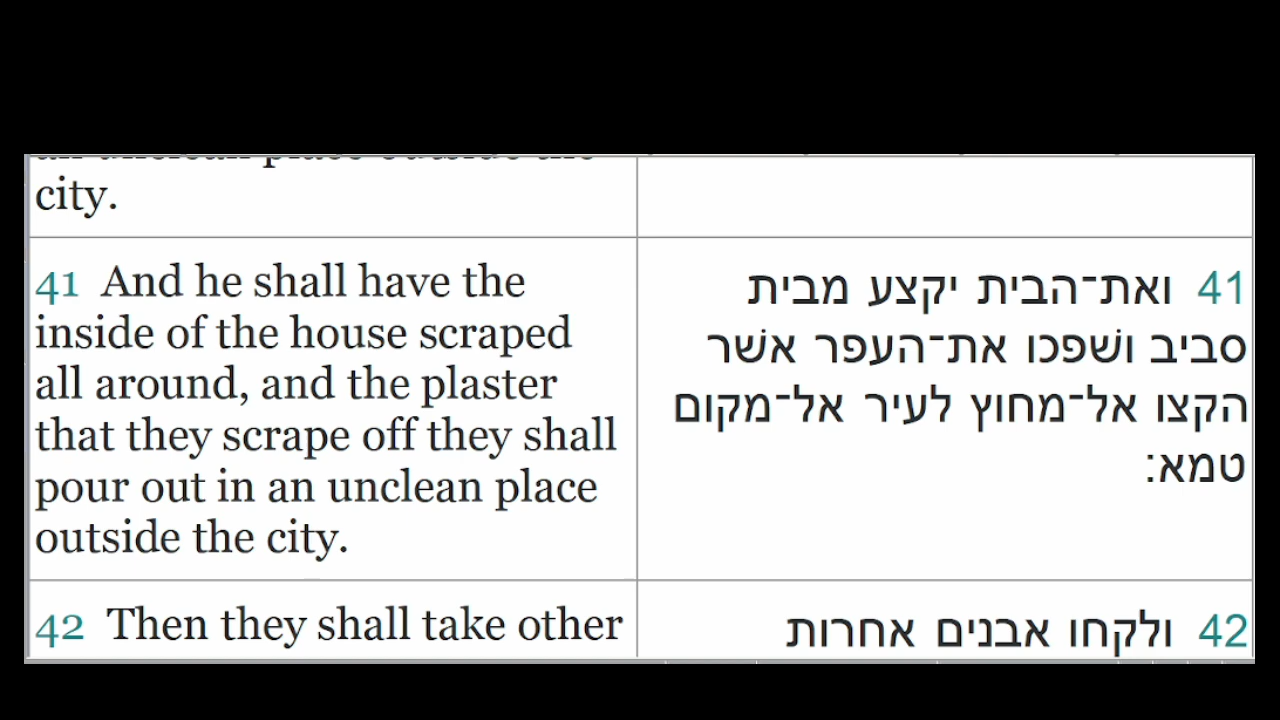 city.
41 And he shall have the
inside of the house scraped
all around, and the plaster
that they scrape off they shall
pour out in an unclean place
outside the city.
42 Then they shall take other
41 ואת־הבית יקצע מבית
סביב ושׁפכו את־העפר אשׁר
הקצו אל־מחוץ לעיר אל־מקום
טמא׃
42 ולקחו אבנים אחרות